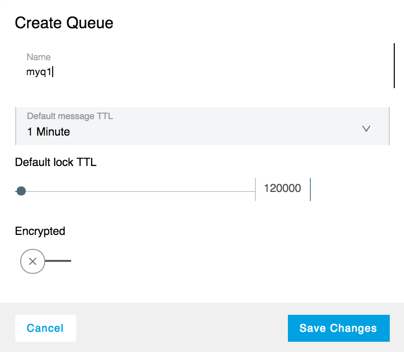 Create Queue
Name
myq1
Default message TTL
1 Minute
Default lock TTL
120000
Encrypted
Cancel
Save Changes